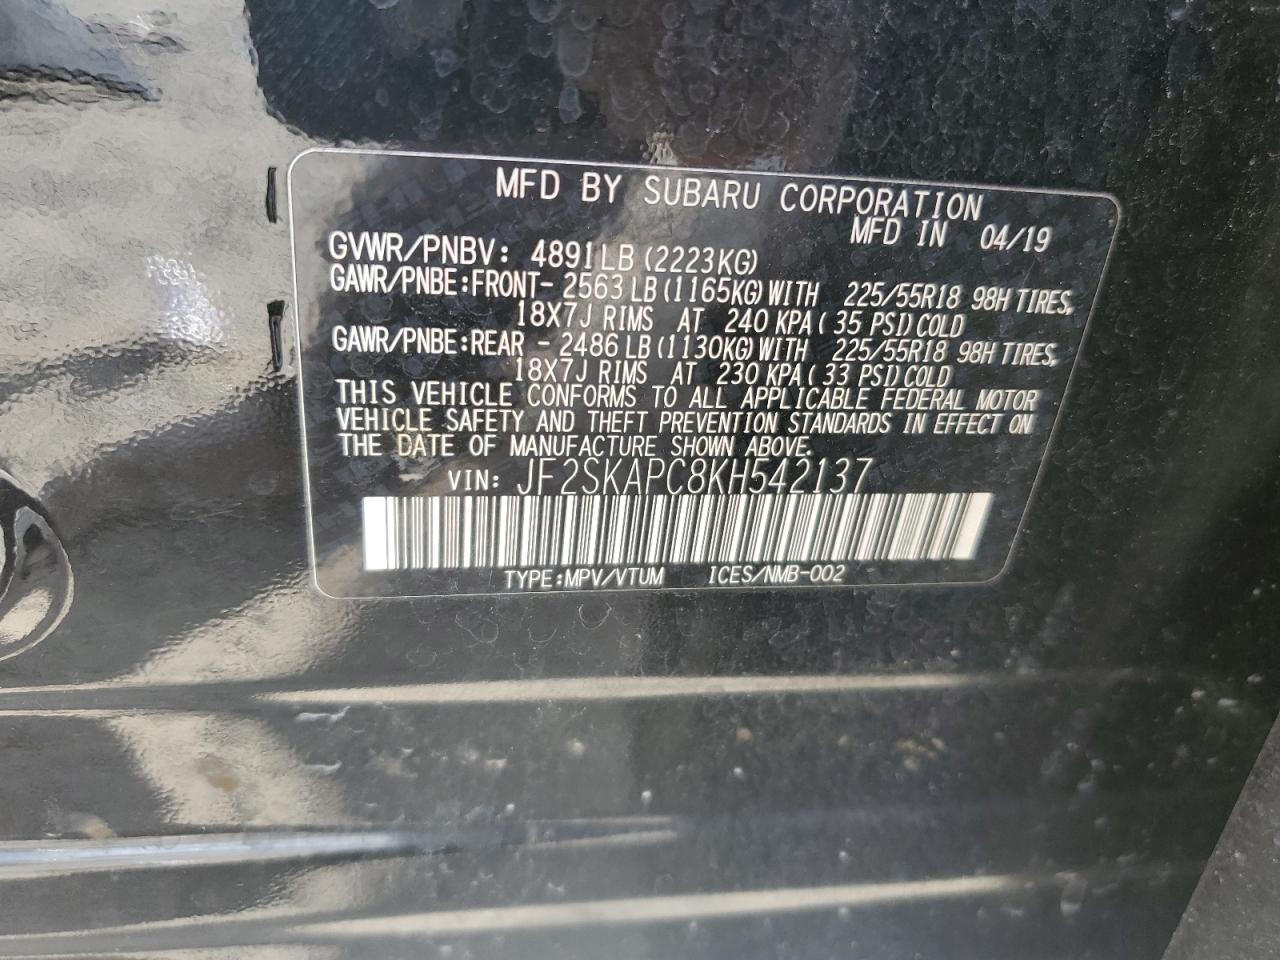 MFD BY SUBARU CORPORATION
MFD IN 04/19
GVWR/PNBV: 4891LB (2223KG)
GAWR/PNBE:FRONT- 2563 LB (1165KG) WITH 225/55R18 98H TIRES,
18X7J RIMS AT 240 KPA ( 35 PSI) COLD
GAWR/PNBE:REAR - 2486 LB (1130KG) WITH 225/55R18 98H TIRES,
18X7J RIMS AT 230 KPA ( 33 PSI) COLD
THIS VEHICLE CONFORMS TO ALL APPLICABLE FEDERAL MOTOR
VEHICLE SAFETY AND THEFT PREVENTION STANDARDS IN EFFECT ON
THE DATE OF MANUFACTURE SHOWN ABOVE.
VIN: JF2SKAPC8KH542137
TYPE:MPV/VTUM ICES/NMB-002